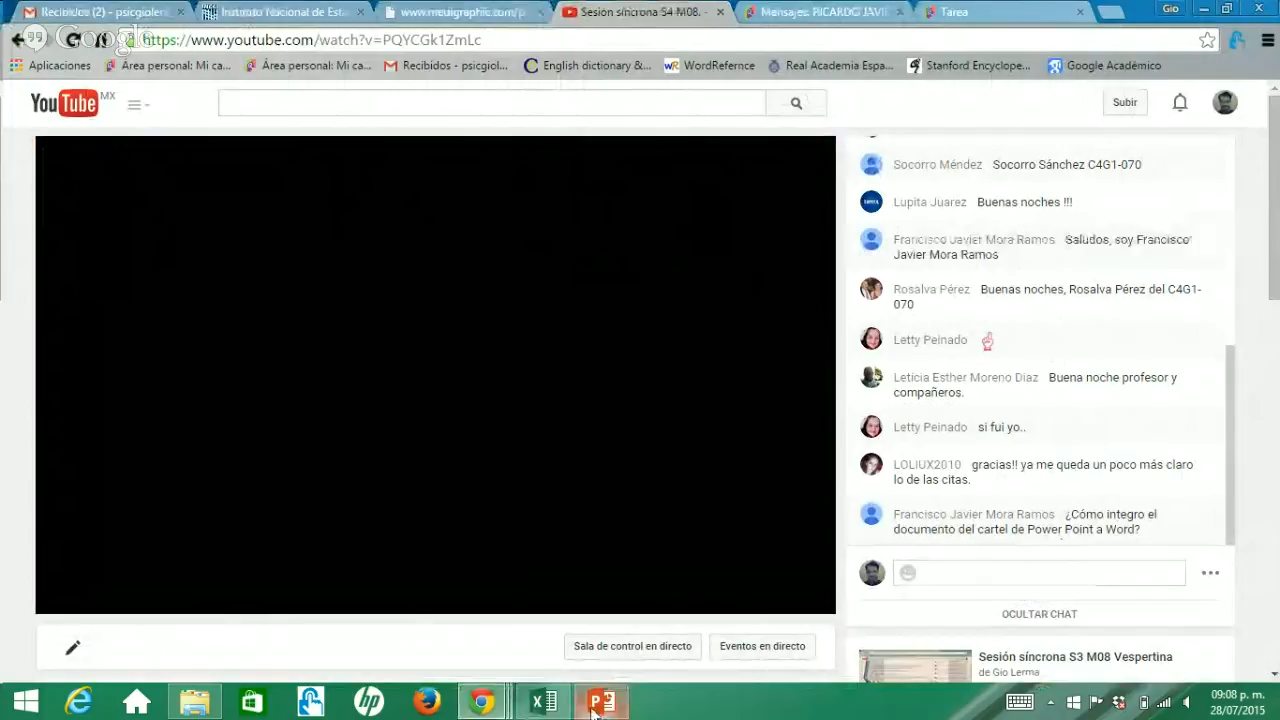 Recibidos (2) - psicgioler
Instituto Nacional de Esta
www.medigraphic.com/p
Sesión síncrona S4 M08.
Mensajes: RICARDO JAVI
Tarea
Gio
Google
https://www.youtube.com/watch?v=PQYCGk1ZmLc
Aplicaciones
Área personal: Mi ca...
Área personal: Mi ca...
Recibidos - psicgiol...
English dictionary &...
WordRefernce
Real Academia Espa...
Stanford Encyclope...
Google Académico
YouTube MX
Subir
Socorro Méndez Socorro Sánchez C4G1-070
Lupita Juarez Buenas noches !!!
Francisco Javier Mora Ramos Saludos, soy Francisco
Javier Mora Ramos
Rosalva Pérez Buenas noches, Rosalva Pérez del C4G1-
070
Letty Peinado
Leticia Esther Moreno Diaz Buena noche profesor y
compañeros.
Letty Peinado si fui yo..
LOLIUX2010 gracias!! ya me queda un poco más claro
lo de las citas.
Francisco Javier Mora Ramos ¿Cómo integro el
documento del cartel de Power Point a Word?
OCULTAR CHAT
Sala de control en directo
Eventos en directo
Sesión síncrona S3 M08 Vespertina
de Gio Lerma
09:08 p. m.
28/07/2015